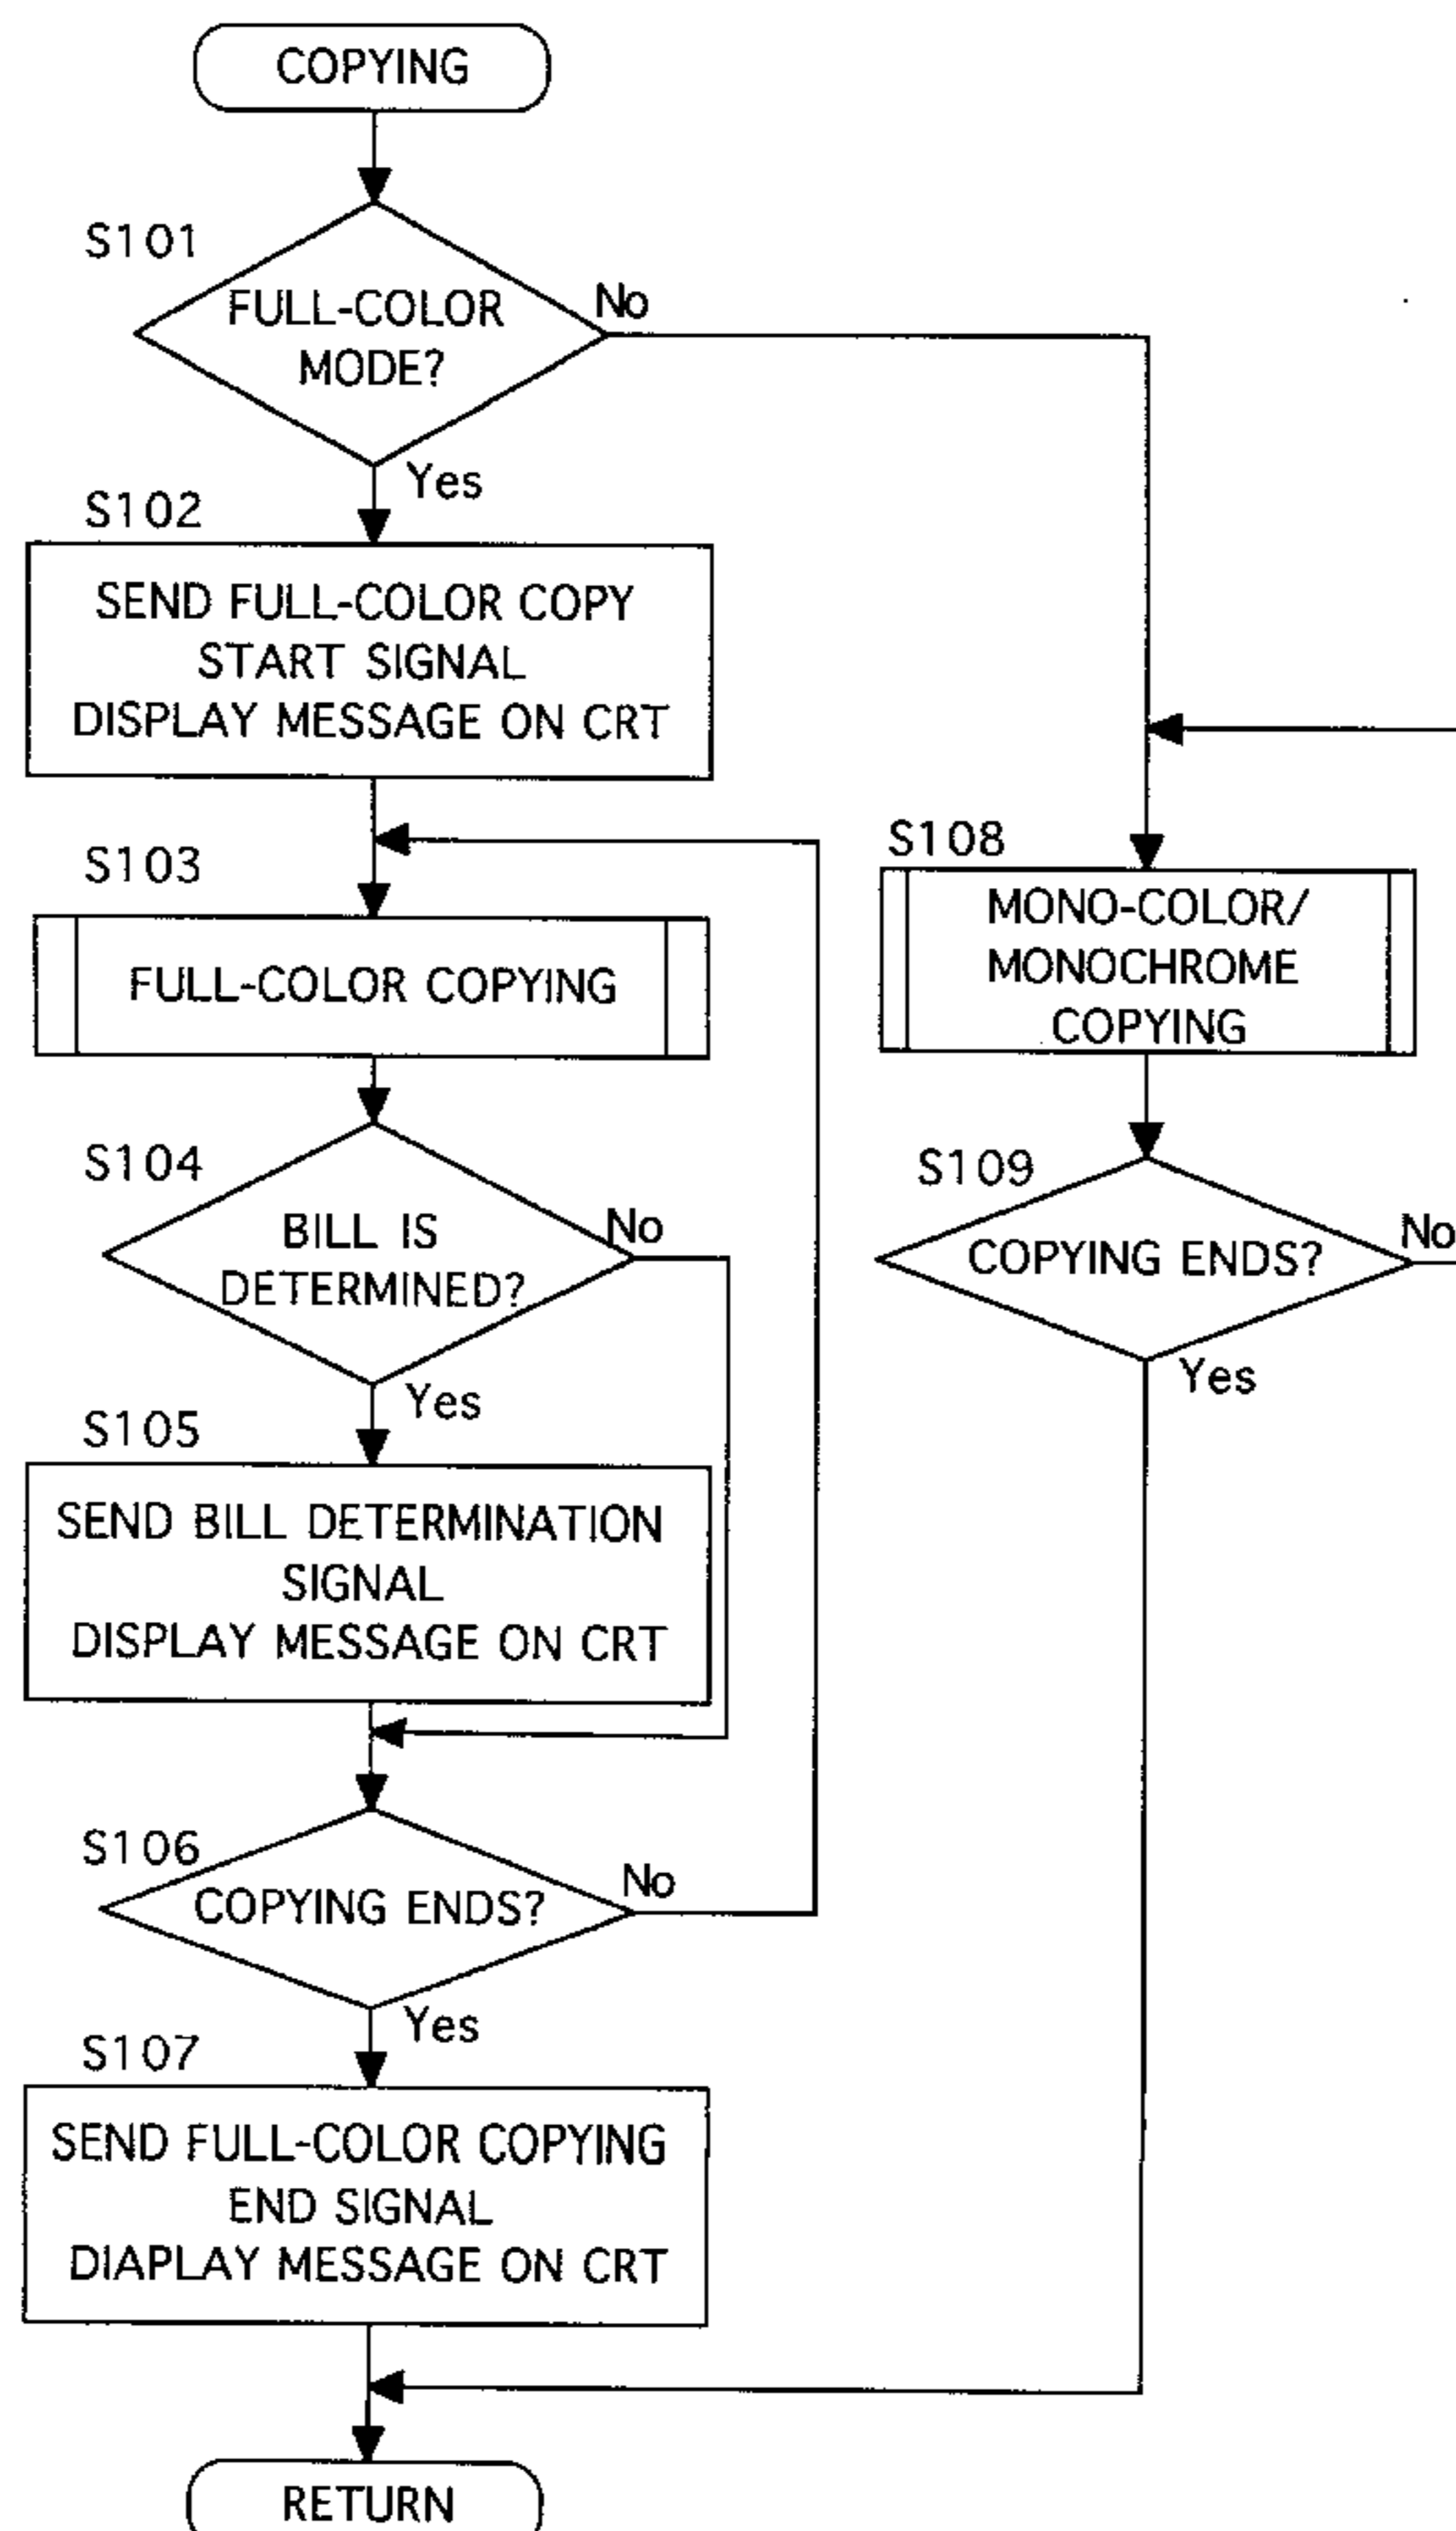 COPYING
S101
FULL-COLOR
MODE?
No
Yes
S102
SEND FULL-COLOR COPY
START SIGNAL
DISPLAY MESSAGE ON CRT
S103
FULL-COLOR COPYING
S104
BILL IS
DETERMINED?
No
Yes
S105
SEND BILL DETERMINATION
SIGNAL
DISPLAY MESSAGE ON CRT
S106
COPYING ENDS?
No
Yes
S107
SEND FULL-COLOR COPYING
END SIGNAL
DIAPLAY MESSAGE ON CRT
RETURN
S108
MONO-COLOR/
MONOCHROME
COPYING
S109
COPYING ENDS?
No
Yes